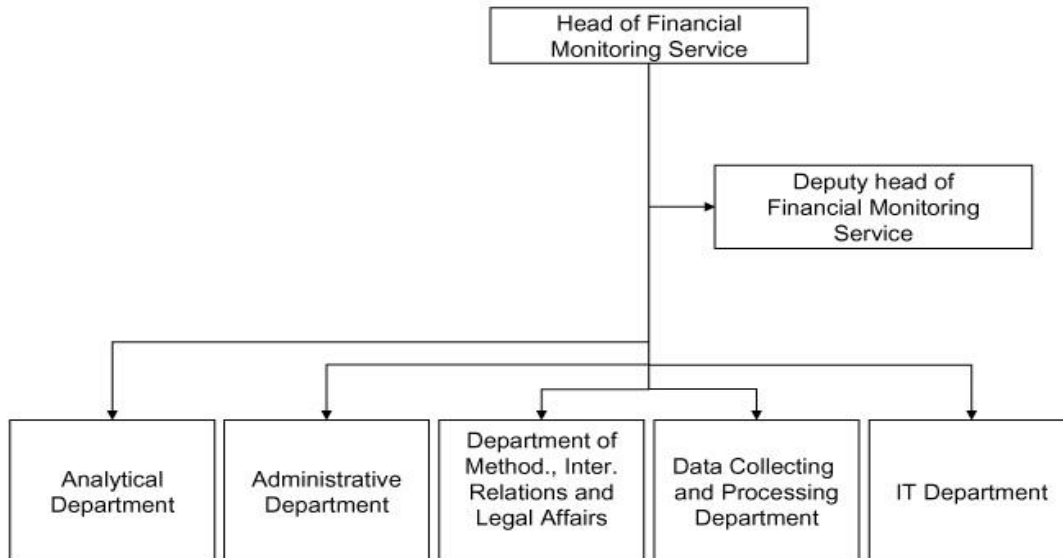 Head of Financial
Monitoring Service
Deputy head of
Financial Monitoring
Service
Analytical
Department
Administrative
Department
Department of
Method., Inter.
Relations and
Legal Affairs
Data Collecting
and Processing
Department
IT Department